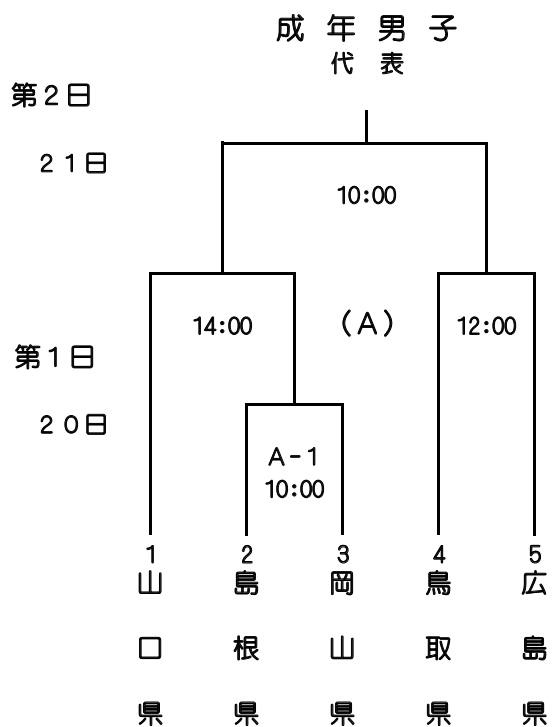 成年男子
代表
第2日
21日
10:00
14:00
(A)
12:00
第1日
20日
A-1
10:00
1 2 3 4 5
山口県
島根県
岡山県
鳥取県
広島県